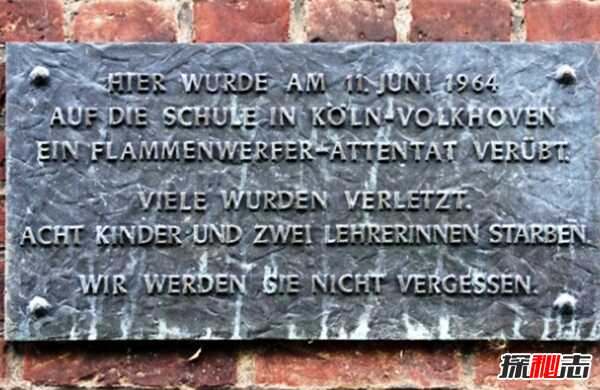 HIER WURDE AM 11. JUNI 1964
AUF DIE SCHULE IN KÖLN-VOLKHOVEN
EIN FLAMMENWERFER-ATTENTAT VERÜBT.
VIELE WURDEN VERLETZT.
ACHT KINDER UND ZWEI LEHRERINNEN STARBEN.
WIR WERDEN SIE NICHT VERGESSEN.
探秘志